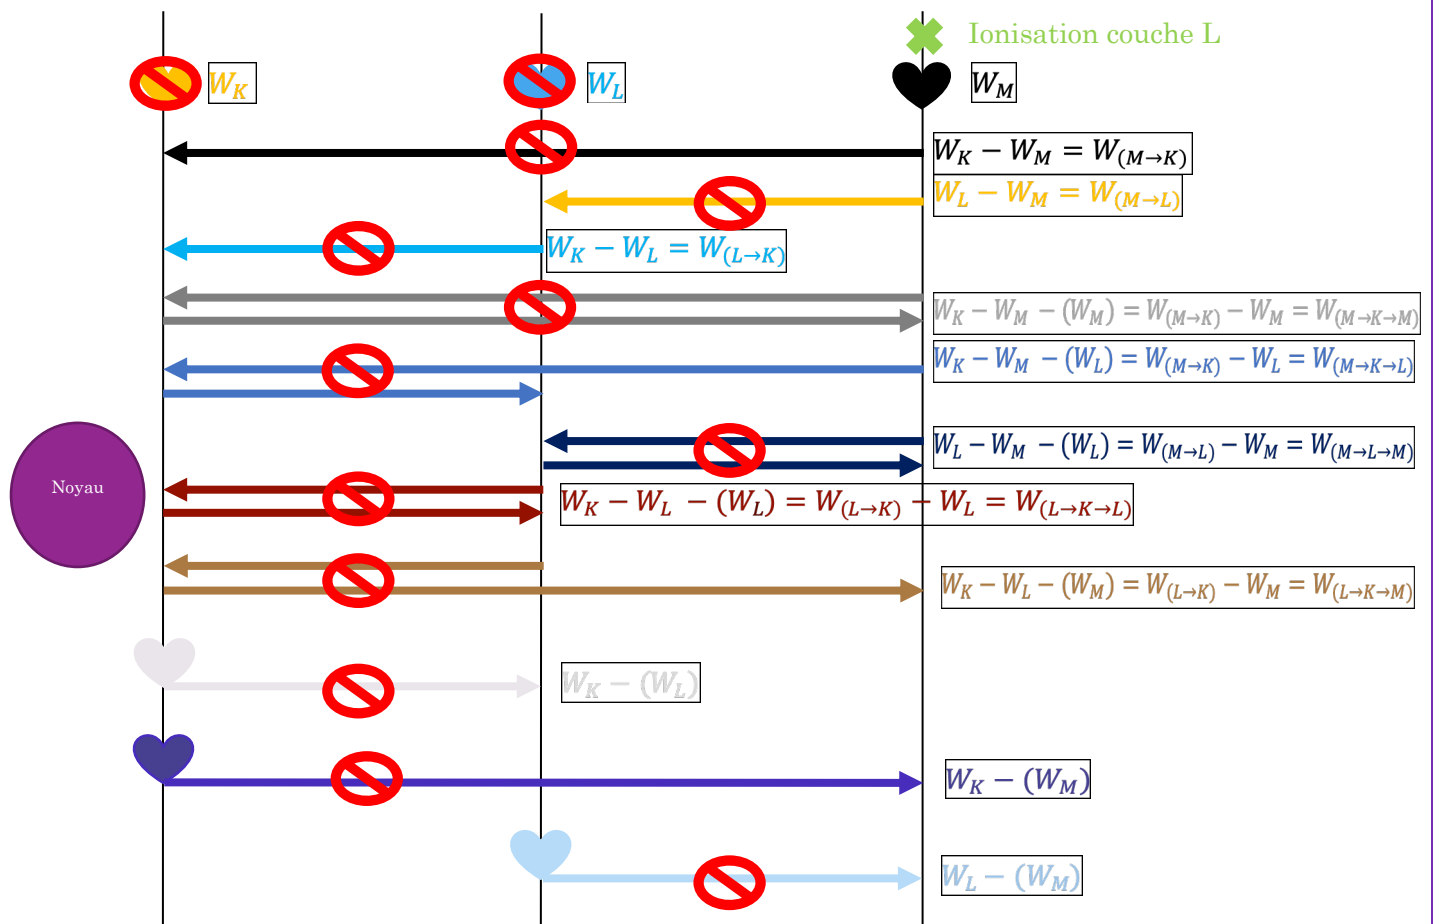 Ionisation couche L
W_K
W_L
W_M
W_K − W_M = W_(M→K)
W_L − W_M = W_(M→L)
W_K − W_L = W_(L→K)
W_K − W_M − (W_M) = W_(M→K) − W_M = W_(M→K→M)
W_K − W_M − (W_L) = W_(M→K) − W_L = W_(M→K→L)
W_L − W_M − (W_L) = W_(M→L) − W_M = W_(M→L→M)
Noyau
W_K − W_L − (W_L) = W_(L→K) − W_L = W_(L→K→L)
W_K − W_L − (W_M) = W_(L→K) − W_M = W_(L→K→M)
W_K − (W_L)
W_K − (W_M)
W_L − (W_M)